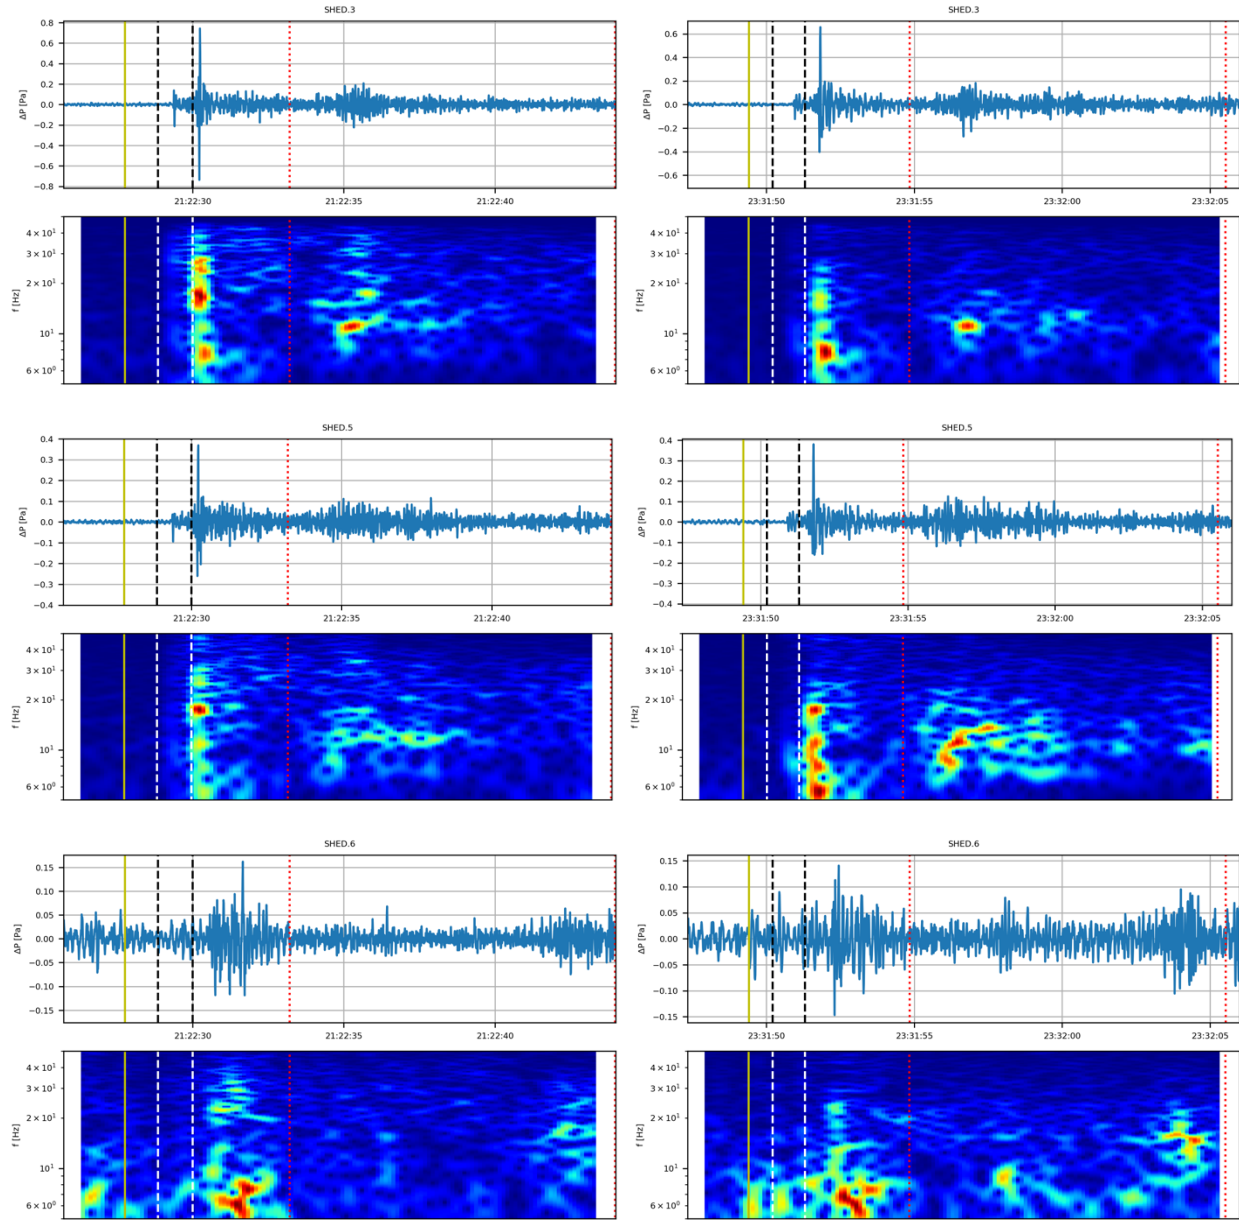 SHED.3
SHED.3
0.8
0.6
0.4
0.2
0.0
−0.2
−0.4
−0.6
−0.8
ΔP [Pa]
21:22:30
21:22:35
21:22:40
0.6
0.4
0.2
0.0
−0.2
−0.4
−0.6
ΔP [Pa]
23:31:50
23:31:55
23:32:00
23:32:05
4 × 10¹
3 × 10¹
2 × 10¹
10¹
6 × 10⁰
f [Hz]
4 × 10¹
3 × 10¹
2 × 10¹
10¹
6 × 10⁰
f [Hz]
SHED.5
SHED.5
0.4
0.3
0.2
0.1
0.0
−0.1
−0.2
−0.3
−0.4
ΔP [Pa]
21:22:30
21:22:35
21:22:40
0.4
0.3
0.2
0.1
0.0
−0.1
−0.2
−0.3
−0.4
ΔP [Pa]
23:31:50
23:31:55
23:32:00
23:32:05
4 × 10¹
3 × 10¹
2 × 10¹
10¹
6 × 10⁰
f [Hz]
4 × 10¹
3 × 10¹
2 × 10¹
10¹
6 × 10⁰
f [Hz]
SHED.6
SHED.6
0.15
0.10
0.05
0.00
−0.05
−0.10
−0.15
ΔP [Pa]
21:22:30
21:22:35
21:22:40
0.15
0.10
0.05
0.00
−0.05
−0.10
−0.15
ΔP [Pa]
23:31:50
23:31:55
23:32:00
23:32:05
4 × 10¹
3 × 10¹
2 × 10¹
10¹
6 × 10⁰
f [Hz]
4 × 10¹
3 × 10¹
2 × 10¹
10¹
6 × 10⁰
f [Hz]